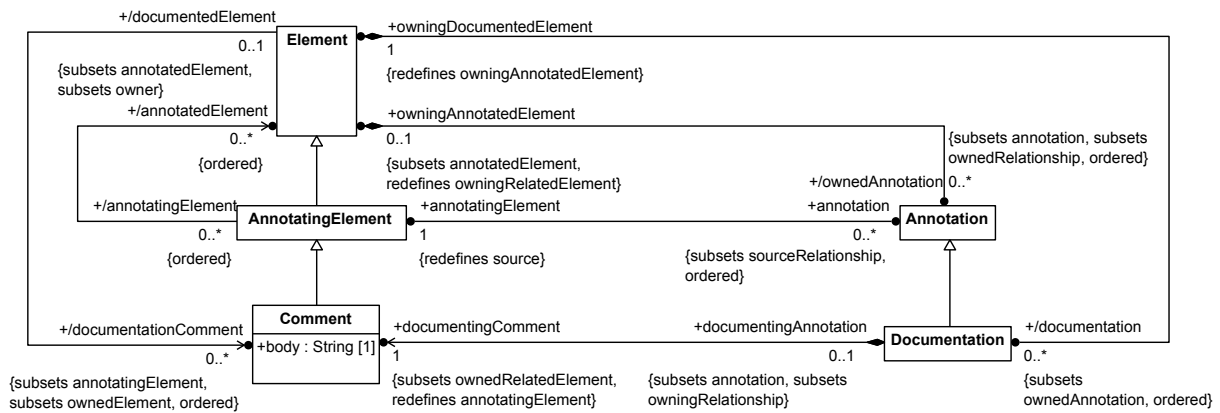 +/documentedElement
0..1
{subsets annotatedElement,
subsets owner}
Element
+owningDocumentedElement
1
{redefines owningAnnotatedElement}
+/annotatedElement
0..*
{ordered}
+owningAnnotatedElement
0..1
{subsets annotatedElement,
redefines owningRelatedElement}
{subsets annotation, subsets
ownedRelationship, ordered}
+/ownedAnnotation 0..*
+/annotatingElement
0..*
{ordered}
AnnotatingElement
+annotatingElement
1
{redefines source}
+annotation
0..*
{subsets sourceRelationship,
ordered}
Annotation
+/documentationComment
0..*
{subsets annotatingElement,
subsets ownedElement, ordered}
Comment
+body : String [1]
+documentingComment
1
{subsets ownedRelatedElement,
redefines annotatingElement}
+documentingAnnotation
0..1
{subsets annotation, subsets
owningRelationship}
Documentation
+/documentation
0..*
{subsets
ownedAnnotation, ordered}